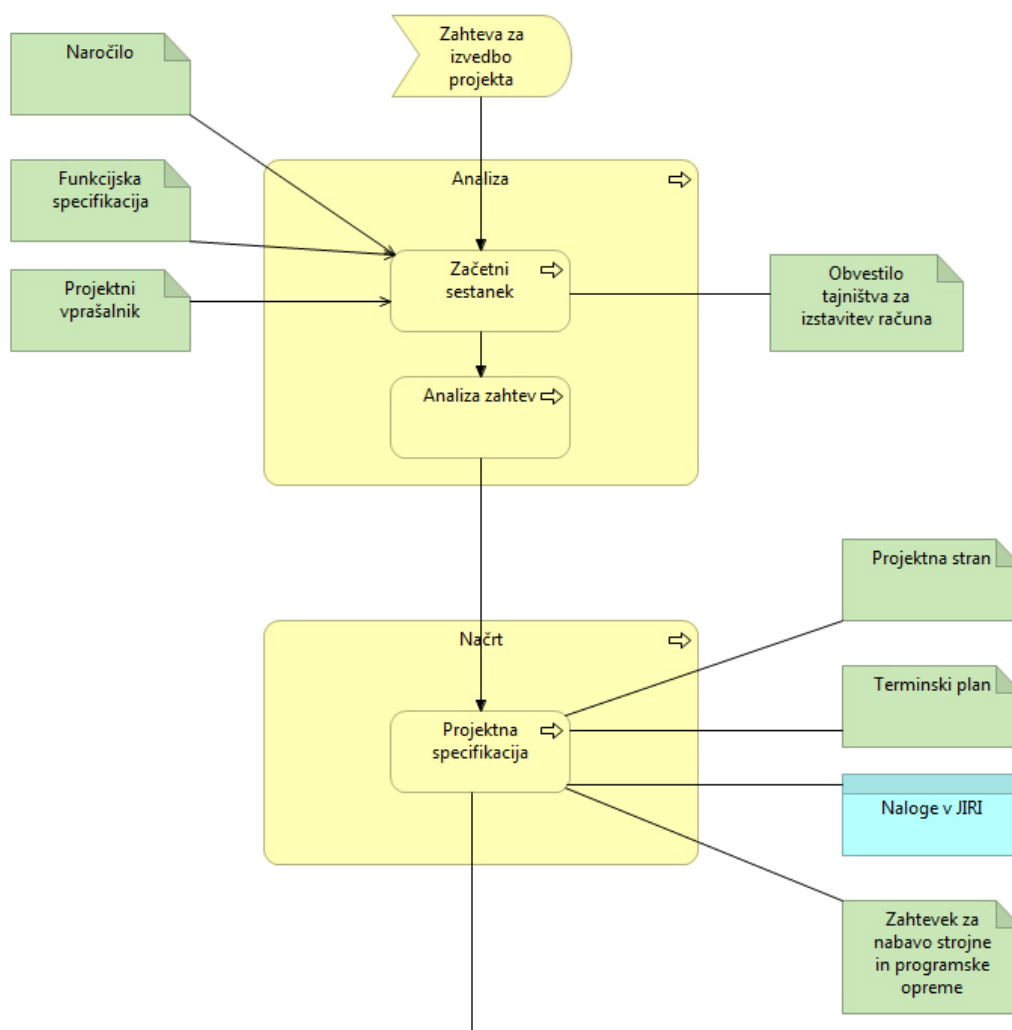 Naročilo
Zahteva za
izvedbo
projekta
Funkcijska
specifikacija
Analiza
Projektni
vprašalnik
Začetni
sestanek
Obvestilo
tajništva za
izstavitev računa
Analiza zahtev
Projektna stran
Načrt
Terminski plan
Projektna
specifikacija
Naloge v JIRI
Zahtevek za
nabavo strojne
in programske
opreme